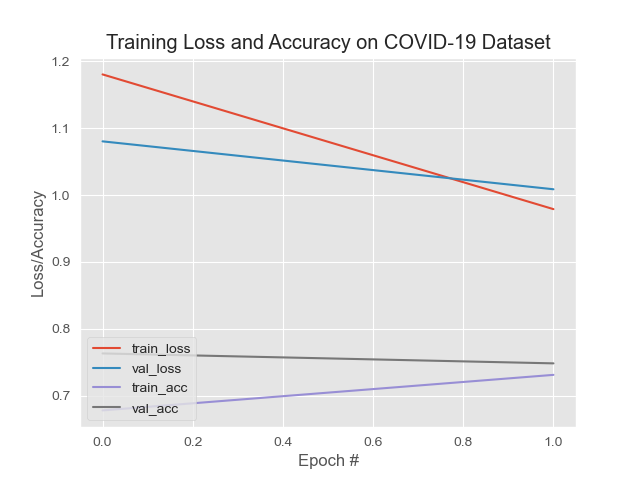 Training Loss and Accuracy on COVID-19 Dataset
1.2
1.1
1.0
0.9
0.8
0.7
Loss/Accuracy
train_loss
val_loss
train_acc
val_acc
0.0 0.2 0.4 0.6 0.8 1.0
Epoch #